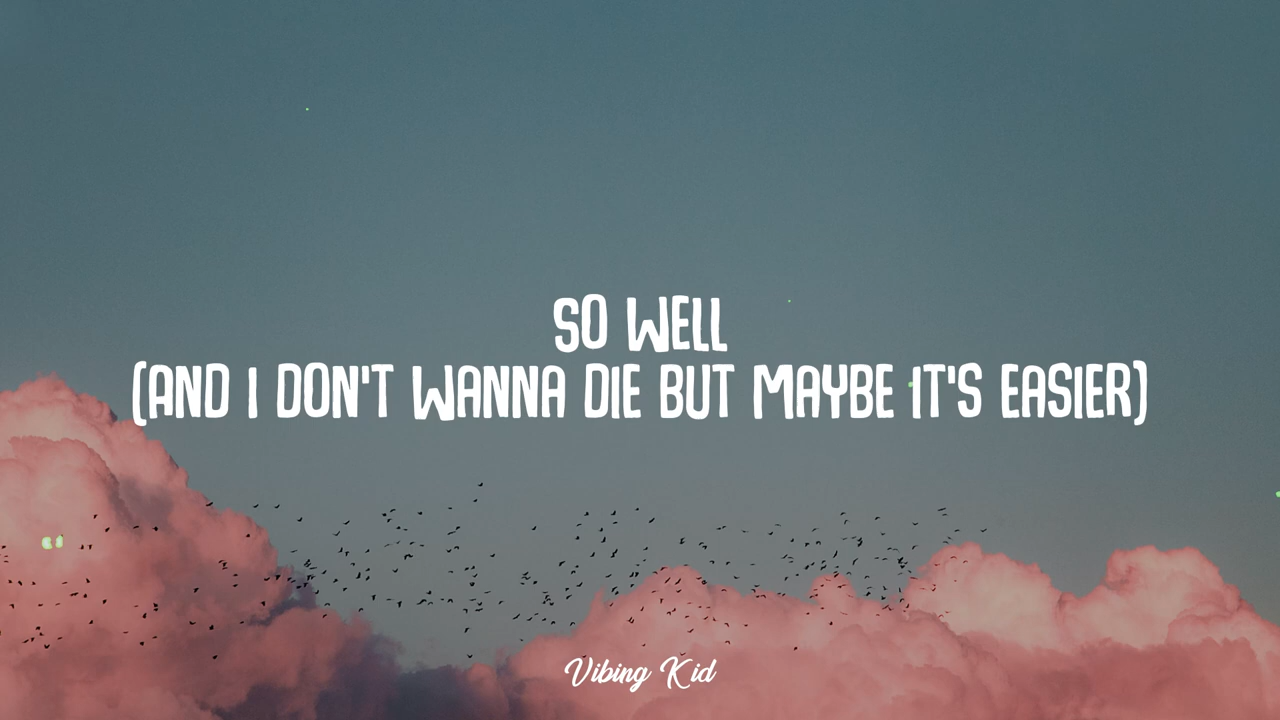 SO WELL
(AND I DON'T WANNA DIE BUT MAYBE IT'S EASIER)
Vibing Kid